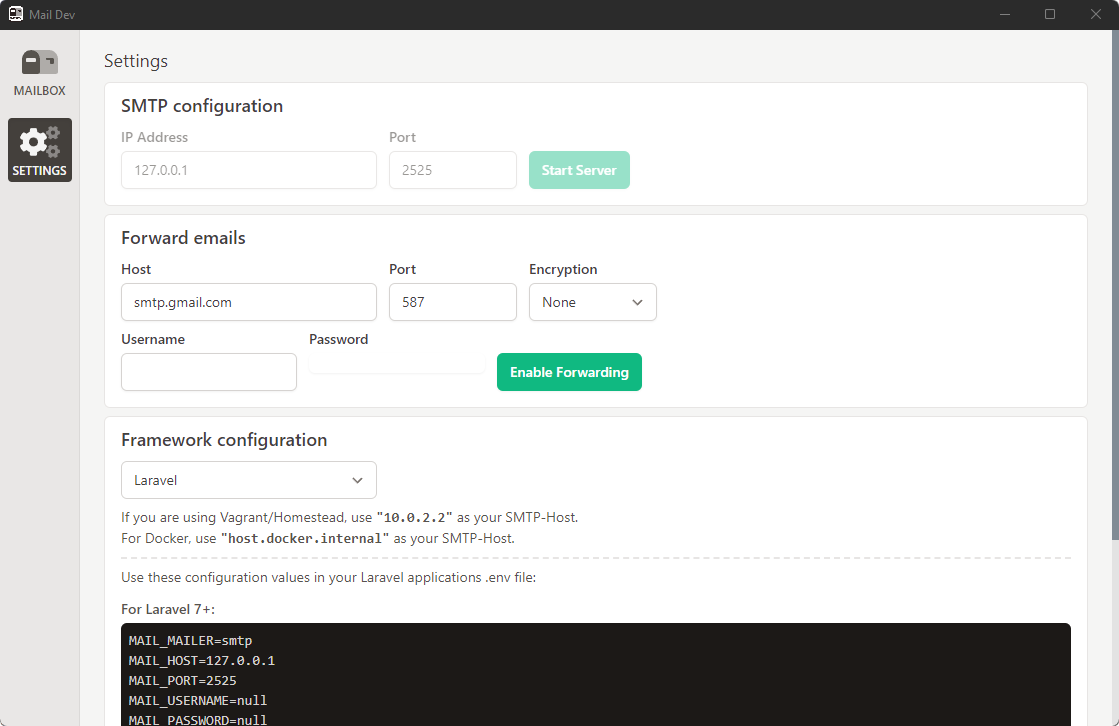 Mail Dev
MAILBOX
SETTINGS
Settings
SMTP configuration
IP Address Port
127.0.0.1 2525 Start Server
Forward emails
Host Port Encryption
smtp.gmail.com 587 None
Username Password
Enable Forwarding
Framework configuration
Laravel
If you are using Vagrant/Homestead, use "10.0.2.2" as your SMTP-Host.
For Docker, use "host.docker.internal" as your SMTP-Host.
Use these configuration values in your Laravel applications .env file:
For Laravel 7+:
MAIL_MAILER=smtp
MAIL_HOST=127.0.0.1
MAIL_PORT=2525
MAIL_USERNAME=null
MAIL_PASSWORD=null